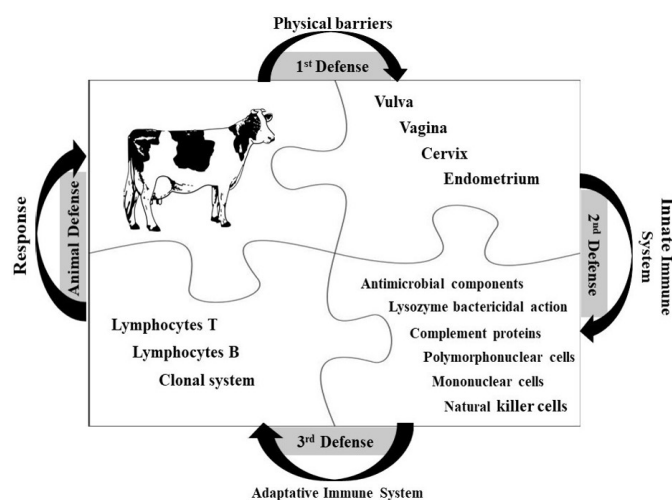 Physical barriers
1st Defense
Vulva
Vagina
Cervix
Endometrium
Innate Immune
System
2nd Defense
Response
Animal Defense
Antimicrobial components
Lysozyme bactericidal action
Complement proteins
Polymorphonuclear cells
Mononuclear cells
Natural killer cells
Lymphocytes T
Lymphocytes B
Clonal system
3rd Defense
Adaptative Immune System